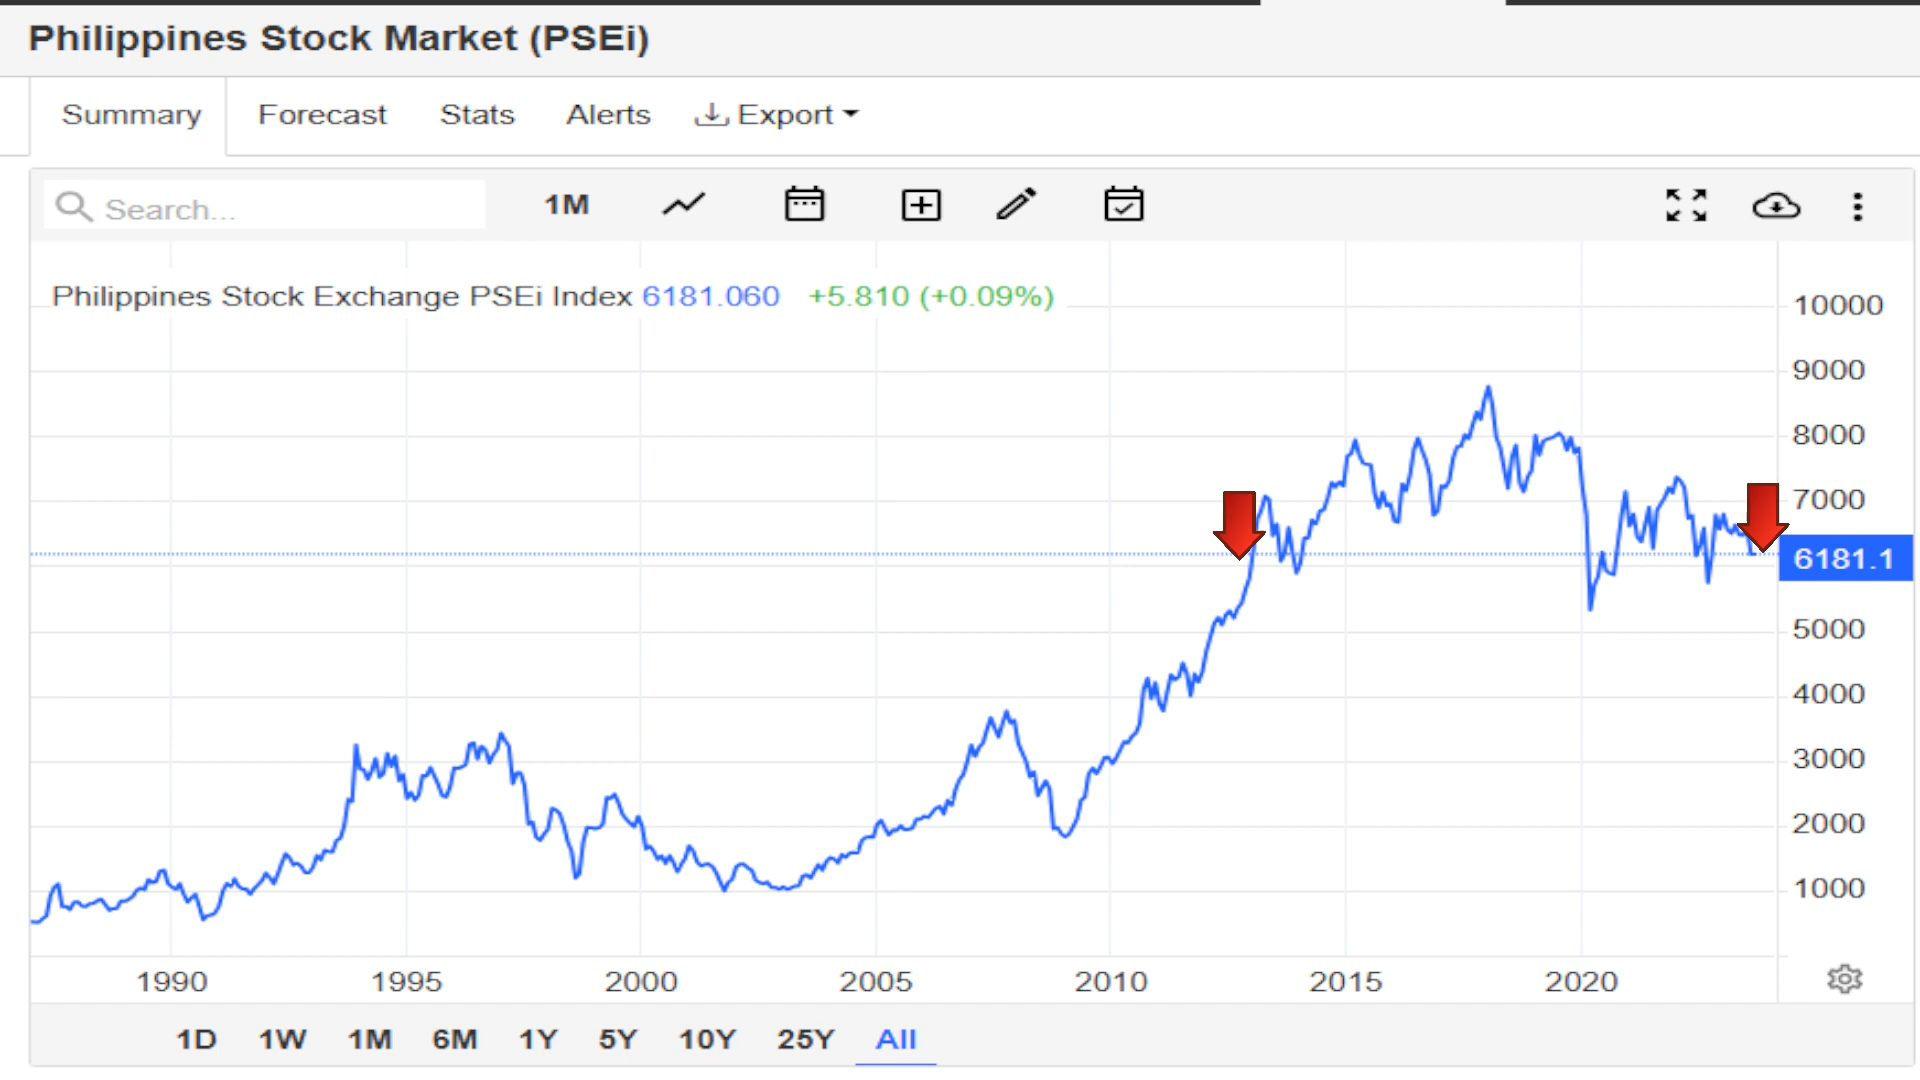 Philippines Stock Market (PSEi)
Summary Forecast Stats Alerts Export
Search... 1M
Philippines Stock Exchange PSEi Index 6181.060 +5.810 (+0.09%)
10000
9000
8000
7000
6181.1
5000
4000
3000
2000
1000
1990 1995 2000 2005 2010 2015 2020
1D 1W 1M 6M 1Y 5Y 10Y 25Y All